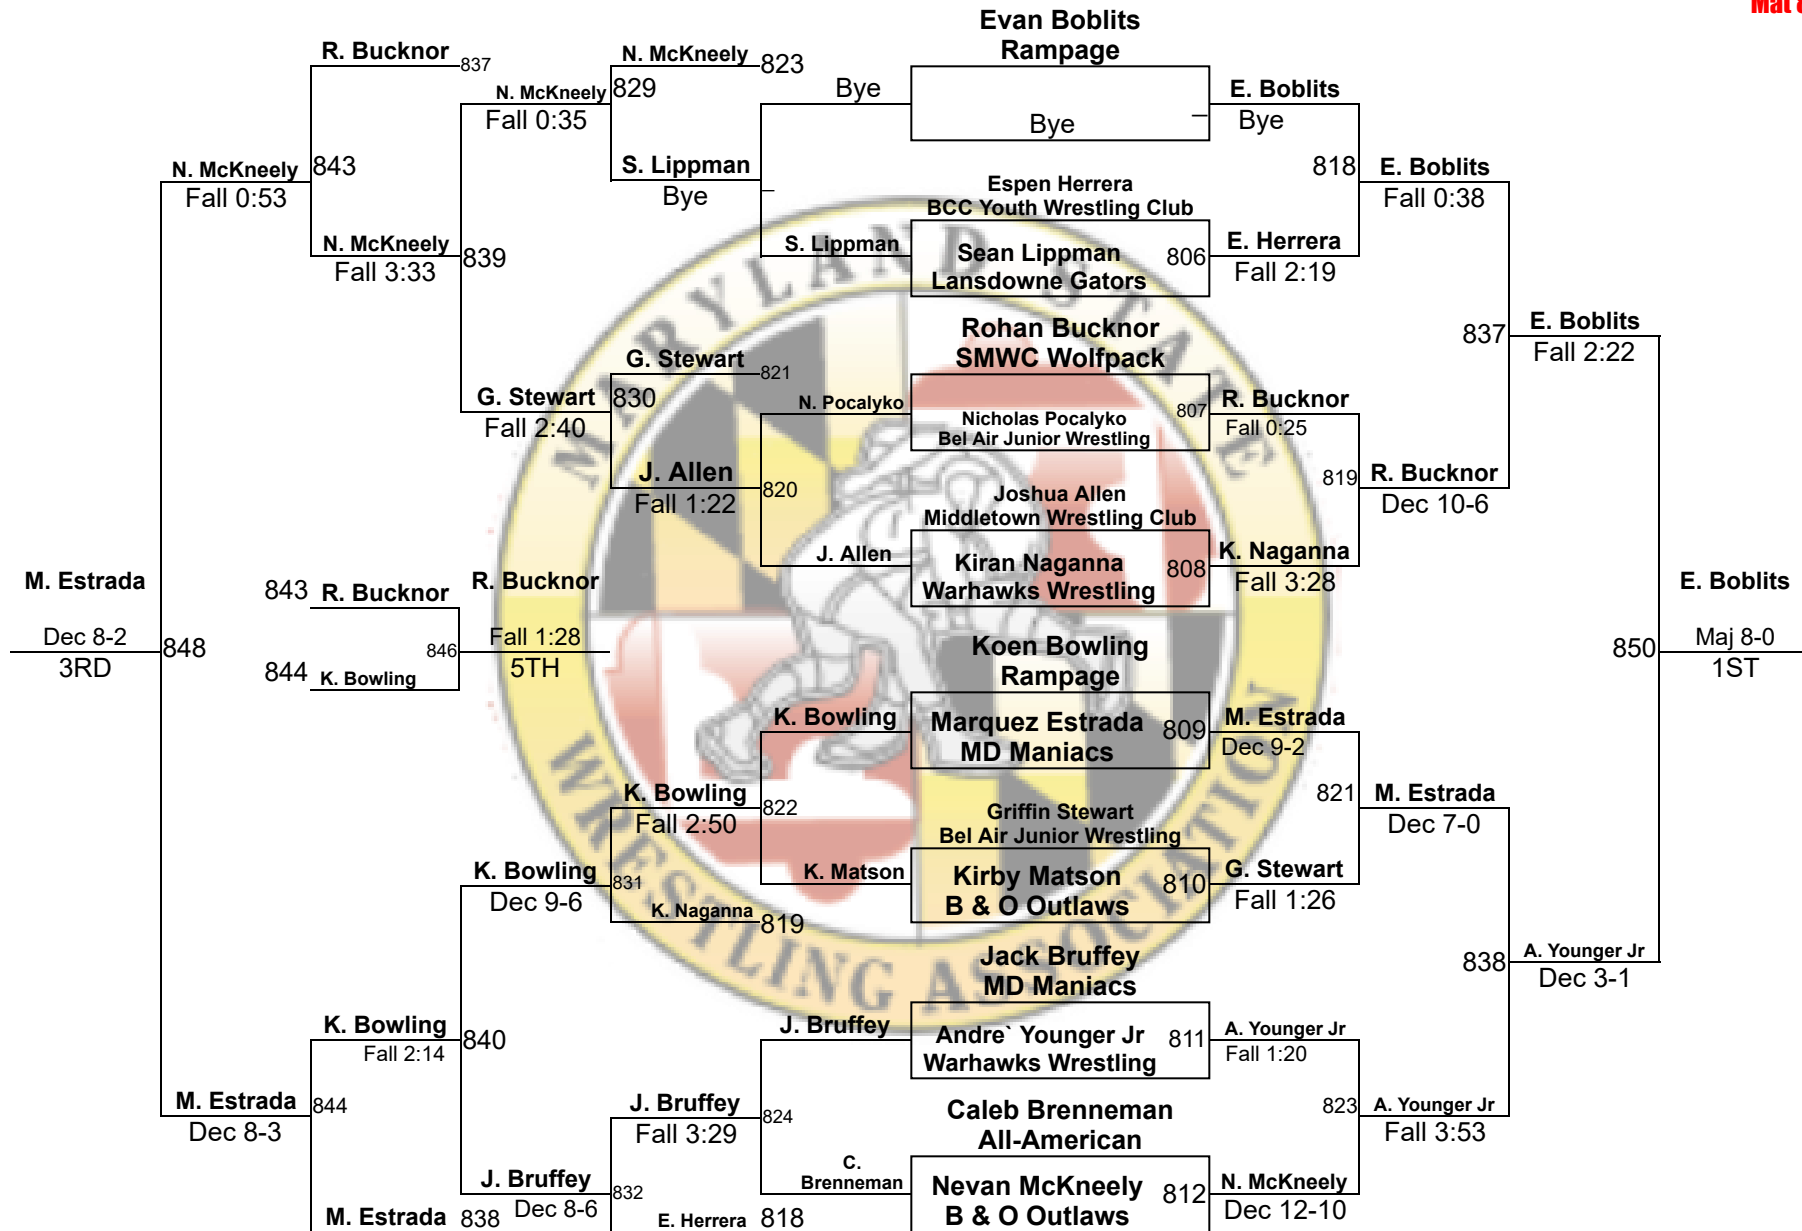 Mat 8
Evan Boblits
Rampage
R. Bucknor
837
N. McKneely
823
N. McKneely
829
Bye
E. Boblits
Fall 0:35
Bye
Bye
N. McKneely
843
S. Lippman
818
E. Boblits
Fall 0:53
Bye
Espen Herrera
BCC Youth Wrestling Club
Fall 0:38
N. McKneely
839
S. Lippman
Sean Lippman
Lansdowne Gators
806
E. Herrera
Fall 3:33
Fall 2:19
Rohan Bucknor
SMWC Wolfpack
837
E. Boblits
Fall 2:22
G. Stewart
821
G. Stewart
830
N. Pocalyko
Nicholas Pocalyko
Bel Air Junior Wrestling
807
R. Bucknor
Fall 2:40
Fall 0:25
J. Allen
820
819
R. Bucknor
Fall 1:22
Joshua Allen
Middletown Wrestling Club
Dec 10-6
J. Allen
Kiran Naganna
Warhawks Wrestling
808
K. Naganna
Fall 3:28
M. Estrada
843
R. Bucknor
R. Bucknor
E. Boblits
Dec 8-2
848
846
Fall 1:28
850
Maj 8-0
3RD
844
K. Bowling
5TH
1ST
Koen Bowling
Rampage
K. Bowling
Marquez Estrada
MD Maniacs
809
M. Estrada
Dec 9-2
K. Bowling
822
821
M. Estrada
Fall 2:50
Griffin Stewart
Bel Air Junior Wrestling
Dec 7-0
K. Bowling
831
K. Matson
Kirby Matson
B & O Outlaws
810
G. Stewart
Dec 9-6
Fall 1:26
K. Naganna
819
Jack Bruffey
MD Maniacs
838
A. Younger Jr
Dec 3-1
K. Bowling
840
J. Bruffey
Andre` Younger Jr
Warhawks Wrestling
811
A. Younger Jr
Fall 2:14
Fall 1:20
M. Estrada
844
J. Bruffey
824
823
A. Younger Jr
Dec 8-3
Fall 3:29
Caleb Brenneman
All-American
Fall 3:53
J. Bruffey
832
C.
Brenneman
Nevan McKneely
B & O Outlaws
812
N. McKneely
M. Estrada
838
Dec 8-6
E. Herrera
818
Dec 12-10
MARYLAND STATE
WRESTLING ASSOCIATION